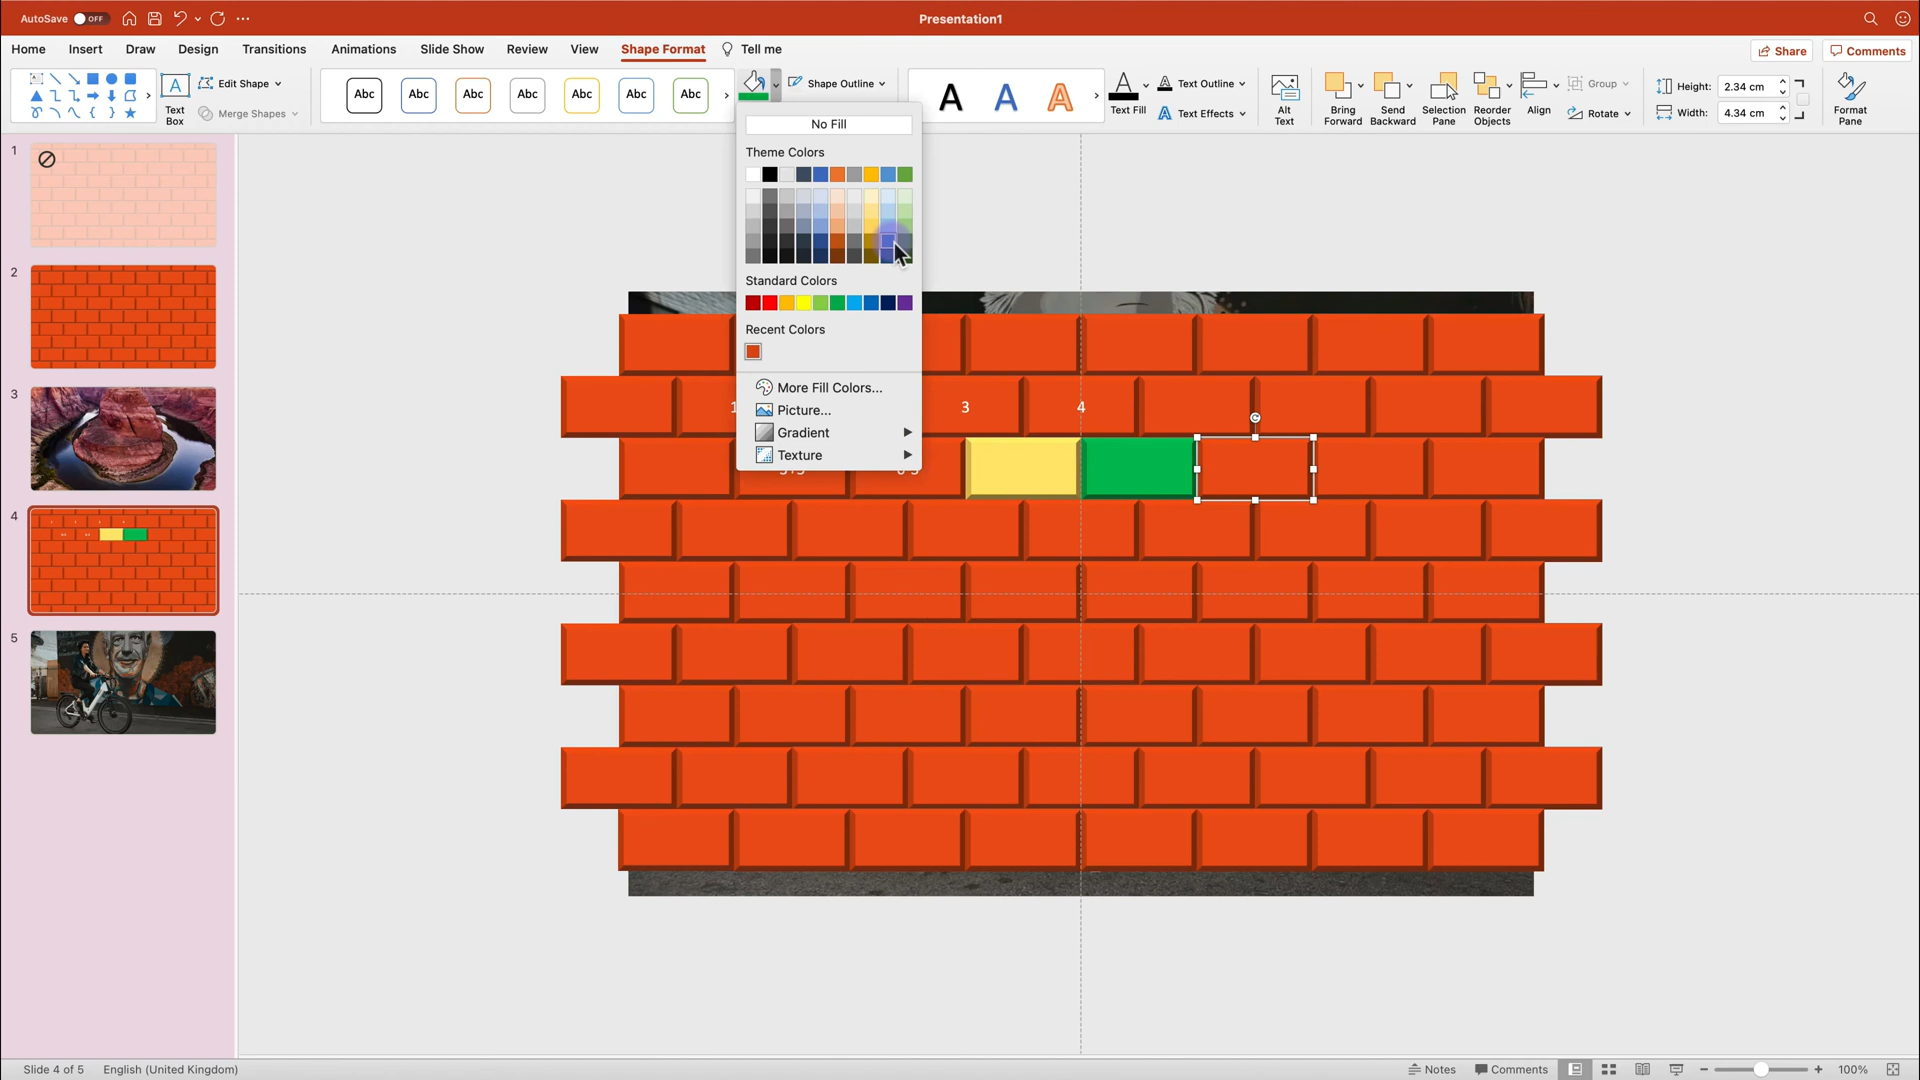 AutoSave OFF
Presentation1
Home Insert Draw Design Transitions Animations Slide Show Review View Shape Format Tell me
Share Comments
Text Box
Edit Shape
Merge Shapes
Abc Abc Abc Abc Abc Abc Abc
Shape Outline
A A A
Text Fill
Text Outline
Text Effects
Alt Text
Bring Forward
Send Backward
Selection Pane
Reorder Objects
Align
Group
Rotate
Height: 2.34 cm
Width: 4.34 cm
Format Pane
No Fill
Theme Colors
Standard Colors
Recent Colors
More Fill Colors...
Picture...
Gradient
Texture
1
2
3
4
5
1 3 4
Slide 4 of 5 English (United Kingdom)
Notes Comments 100%